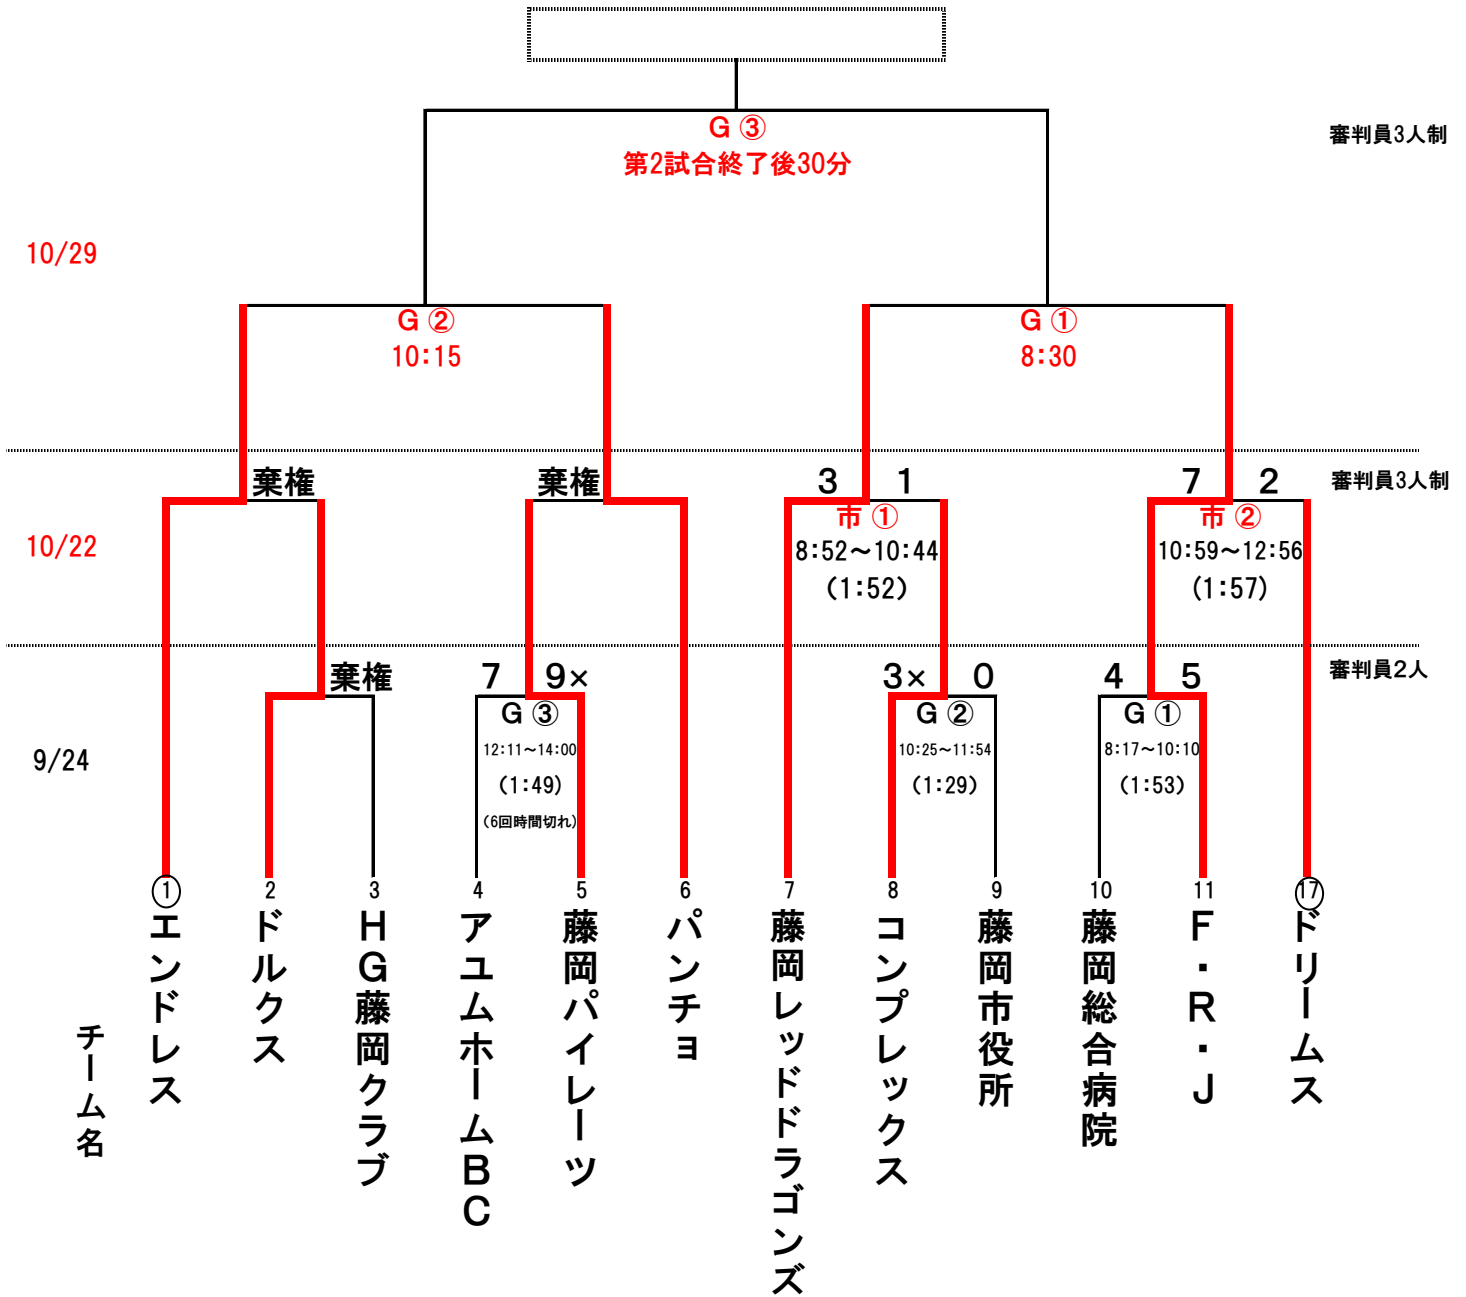 G ③
第2試合終了後30分
審判員3人制
10/29
G ②
10:15
G ①
8:30
棄権
棄権
3 1
7 2
審判員3人制
市 ①
8:52～10:44
(1:52)
市 ②
10:59～12:56
(1:57)
10/22
棄権
7 9×
3× 0
4 5
審判員2人
G ③
12:11～14:00
(1:49)
(6回時間切れ)
G ②
10:25～11:54
(1:29)
G ①
8:17～10:10
(1:53)
9/24
チーム名
① エンドレス
2 ドルクス
3 HG藤岡クラブ
4 アユムホームBC
5 藤岡パイレーツ
6 パンチョ
7 藤岡レッドドラゴンズ
8 コンプレックス
9 藤岡市役所
10 藤岡総合病院
11 F・R・J
⑰ ドリームス